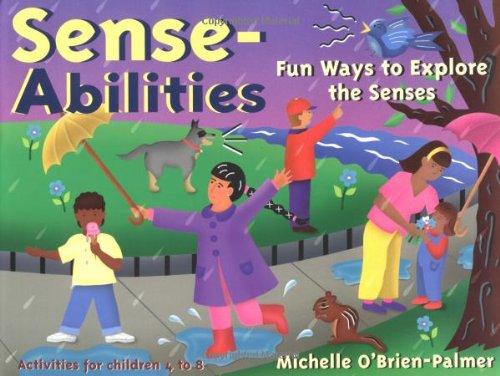 Sense-
Abilities
Fun Ways to Explore
the Senses
Activities for children 4 to 8
Michelle O'Brien-Palmer